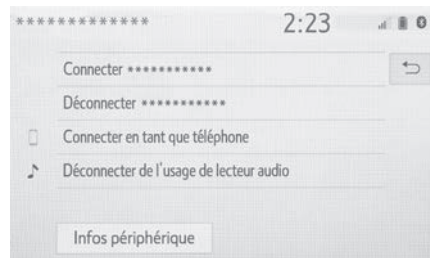 ************* 2:23
Connecter ***********
Déconnecter ***********
Connecter en tant que téléphone
Déconnecter de l'usage de lecteur audio
Infos périphérique